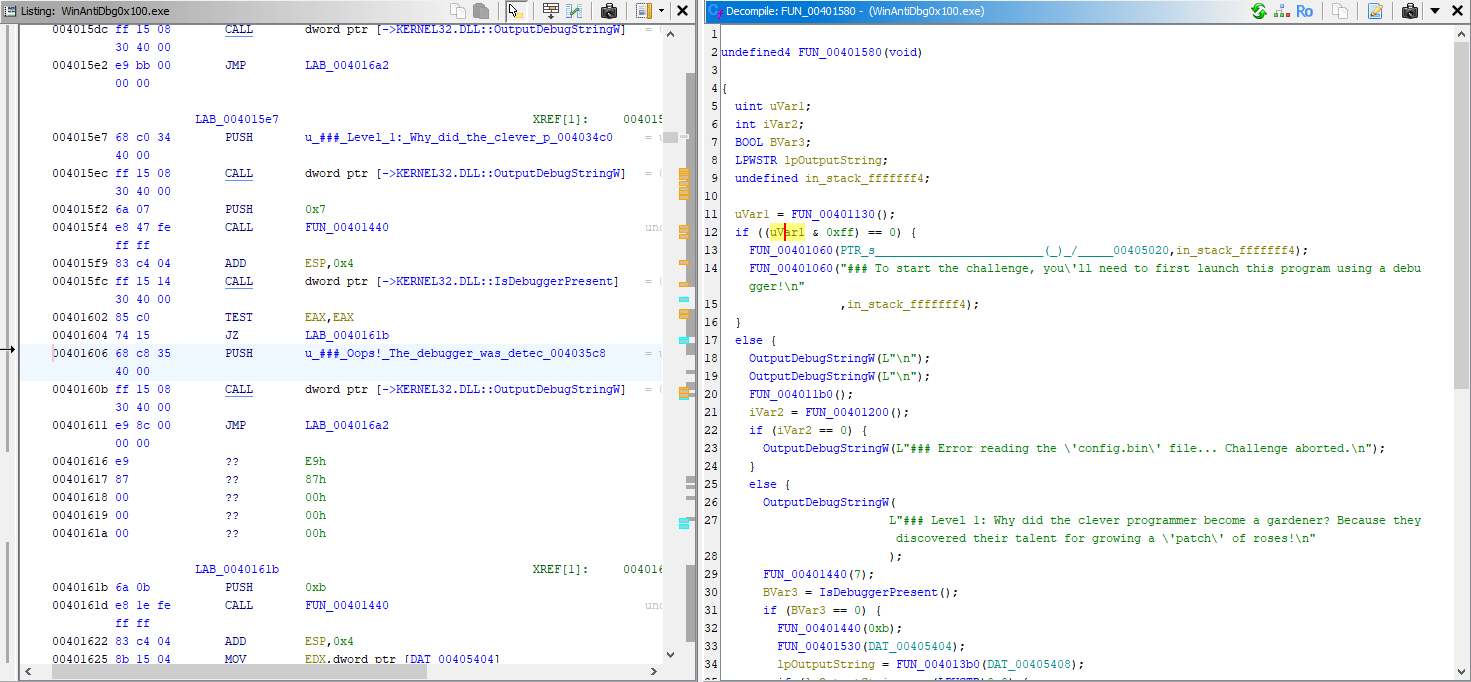 Listing: WinAntiDbg0x100.exe
004015dc ff 15 08 CALL dword ptr [->KERNEL32.DLL::OutputDebugStringW]
30 40 00
004015e2 e9 bb 00 JMP LAB_004016a2
00 00
LAB_004015e7 XREF[1]: 004015
004015e7 68 c0 34 PUSH u_###_Level_1:_Why_did_the_clever_p_004034c0 = u
40 00
004015ec ff 15 08 CALL dword ptr [->KERNEL32.DLL::OutputDebugStringW]
30 40 00
004015f2 6a 07 PUSH 0x7
004015f4 e8 47 fe CALL FUN_00401440 und
ff ff
004015f9 83 c4 04 ADD ESP,0x4
004015fc ff 15 14 CALL dword ptr [->KERNEL32.DLL::IsDebuggerPresent]
30 40 00
00401602 85 c0 TEST EAX,EAX
00401604 74 15 JZ LAB_0040161b
00401606 68 c8 35 PUSH u_###_Oops!_The_debugger_was_detec_004035c8 = u
40 00
0040160b ff 15 08 CALL dword ptr [->KERNEL32.DLL::OutputDebugStringW]
30 40 00
00401611 e9 8c 00 JMP LAB_004016a2
00 00
00401616 e9 ?? E9h
00401617 87 ?? 87h
00401618 00 ?? 00h
00401619 00 ?? 00h
0040161a 00 ?? 00h
LAB_0040161b XREF[1]: 004016
0040161b 6a 0b PUSH 0xb
0040161d e8 1e fe CALL FUN_00401440 und
ff ff
00401622 83 c4 04 ADD ESP,0x4
00401625 8b 15 04 MOV EDX,dword ptr [DAT_00405404]
Decompile: FUN_00401580 - (WinAntiDbg0x100.exe)
Ro
1
2 undefined4 FUN_00401580(void)
3
4 {
5 uint uVar1;
6 int iVar2;
7 BOOL BVar3;
8 LPWSTR lpOutputString;
9 undefined in_stack_fffffff4;
10
11 uVar1 = FUN_00401130();
12 if ((uVar1 & 0xff) == 0) {
13 FUN_00401060(PTR_s_________________________(_)_/_____00405020,in_stack_fffffff4);
14 FUN_00401060("### To start the challenge, you\'ll need to first launch this program using a debu
gger!\n"
15 ,in_stack_fffffff4);
16 }
17 else {
18 OutputDebugStringW(L"\n");
19 OutputDebugStringW(L"\n");
20 FUN_004011b0();
21 iVar2 = FUN_00401200();
22 if (iVar2 == 0) {
23 OutputDebugStringW(L"### Error reading the \'config.bin\' file... Challenge aborted.\n");
24 }
25 else {
26 OutputDebugStringW(
27 L"### Level 1: Why did the clever programmer become a gardener? Because they
discovered their talent for growing a \'patch\' of roses!\n"
28 );
29 FUN_00401440(7);
30 BVar3 = IsDebuggerPresent();
31 if (BVar3 == 0) {
32 FUN_00401440(0xb);
33 FUN_00401530(DAT_00405404);
34 lpOutputString = FUN_004013b0(DAT_00405408);